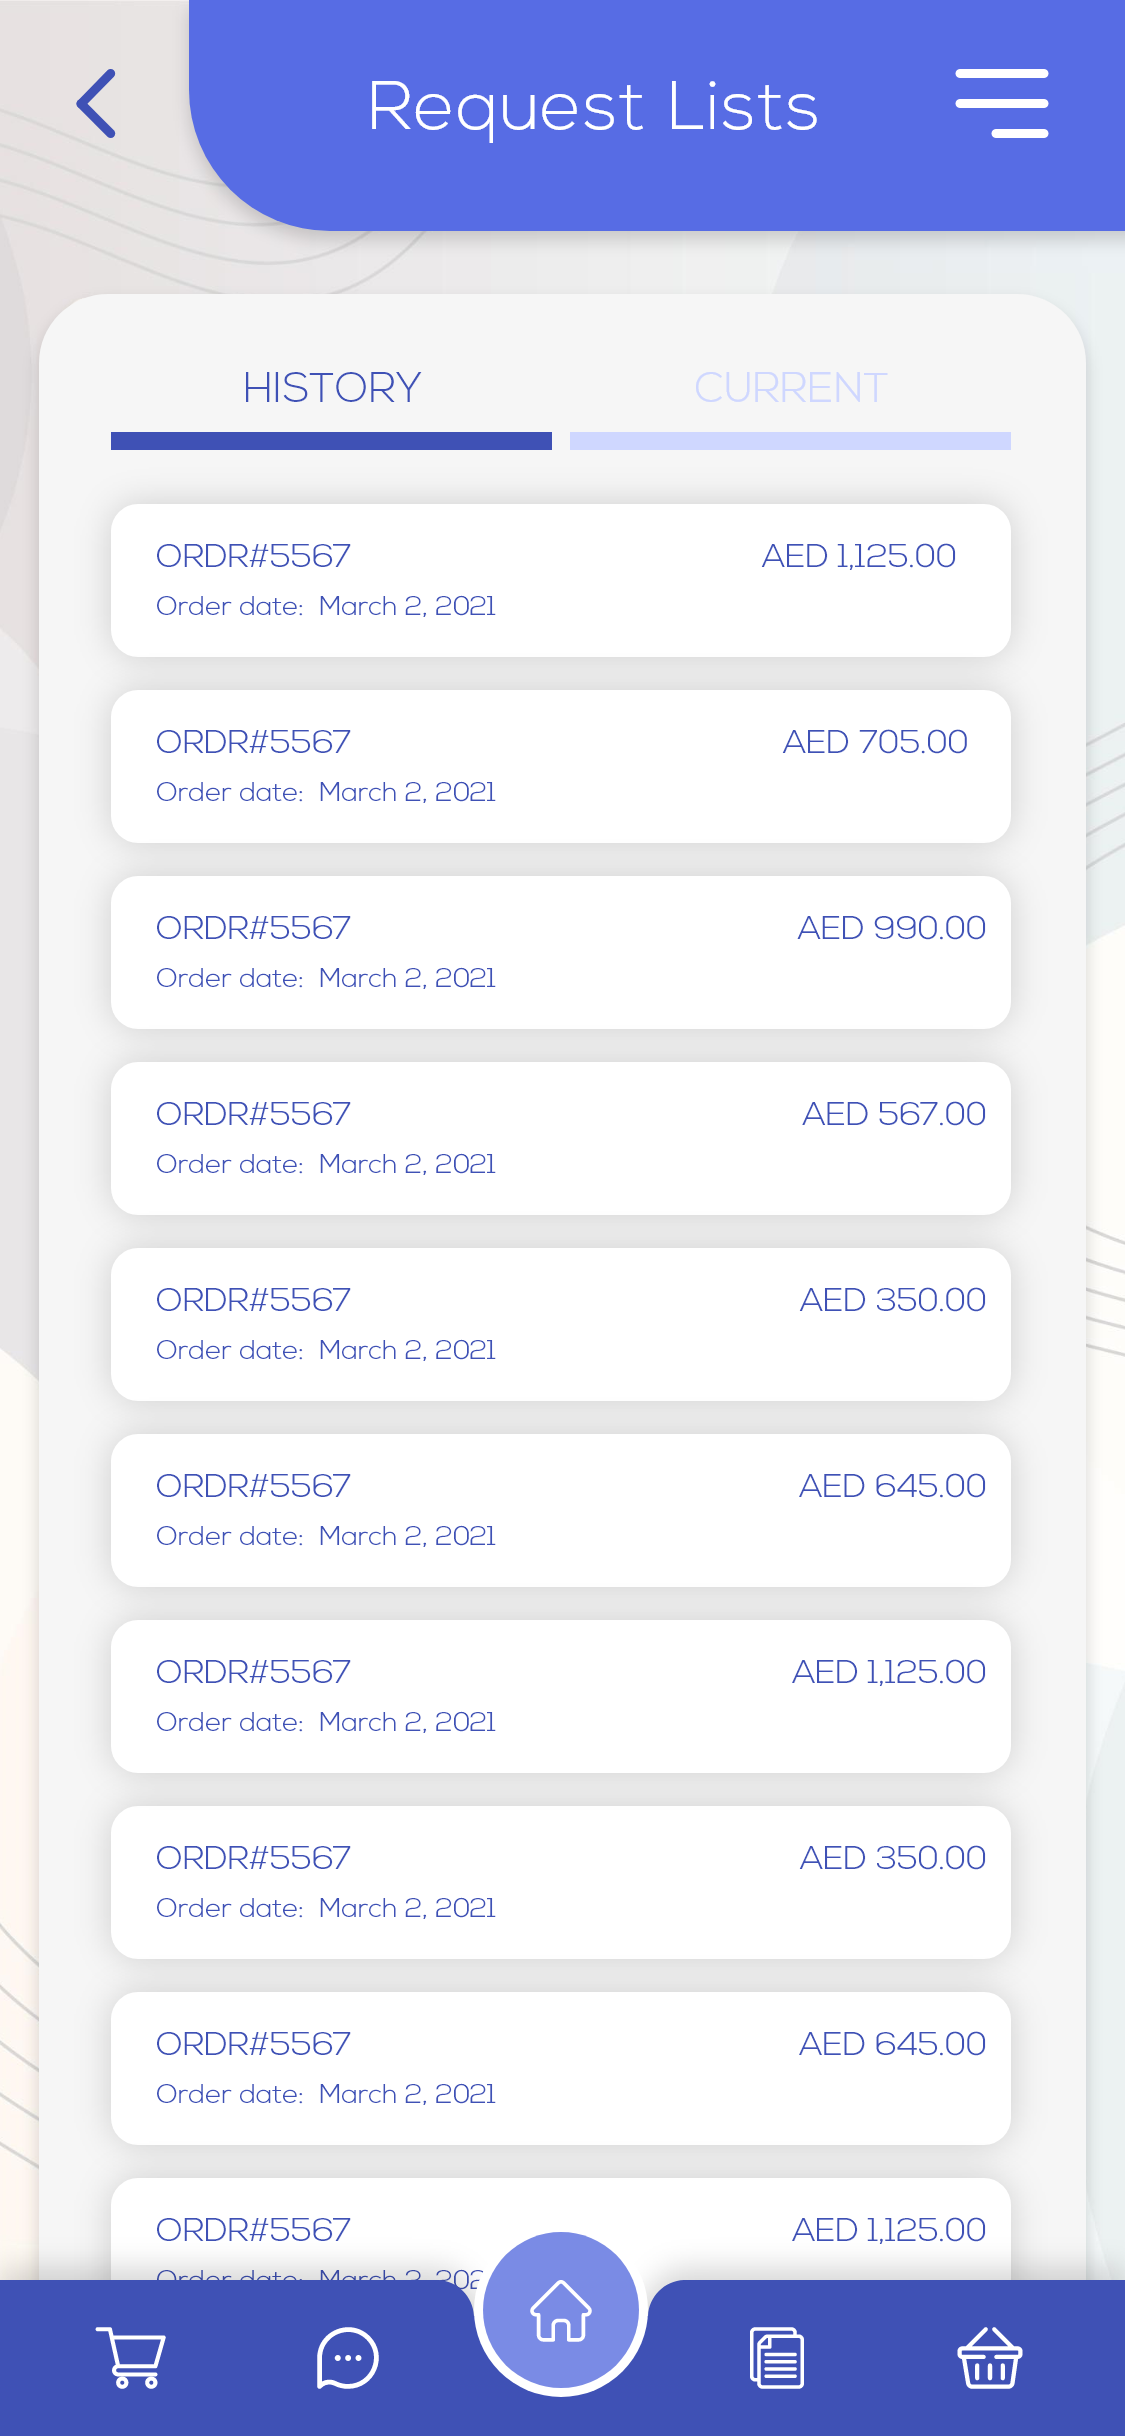 Request Lists
HISTORY CURRENT
ORDR#5567 AED 1,125.00
Order date: March 2, 2021
ORDR#5567 AED 705.00
Order date: March 2, 2021
ORDR#5567 AED 990.00
Order date: March 2, 2021
ORDR#5567 AED 567.00
Order date: March 2, 2021
ORDR#5567 AED 350.00
Order date: March 2, 2021
ORDR#5567 AED 645.00
Order date: March 2, 2021
ORDR#5567 AED 1,125.00
Order date: March 2, 2021
ORDR#5567 AED 350.00
Order date: March 2, 2021
ORDR#5567 AED 645.00
Order date: March 2, 2021
ORDR#5567 AED 1,125.00
Order date: March 2, 202